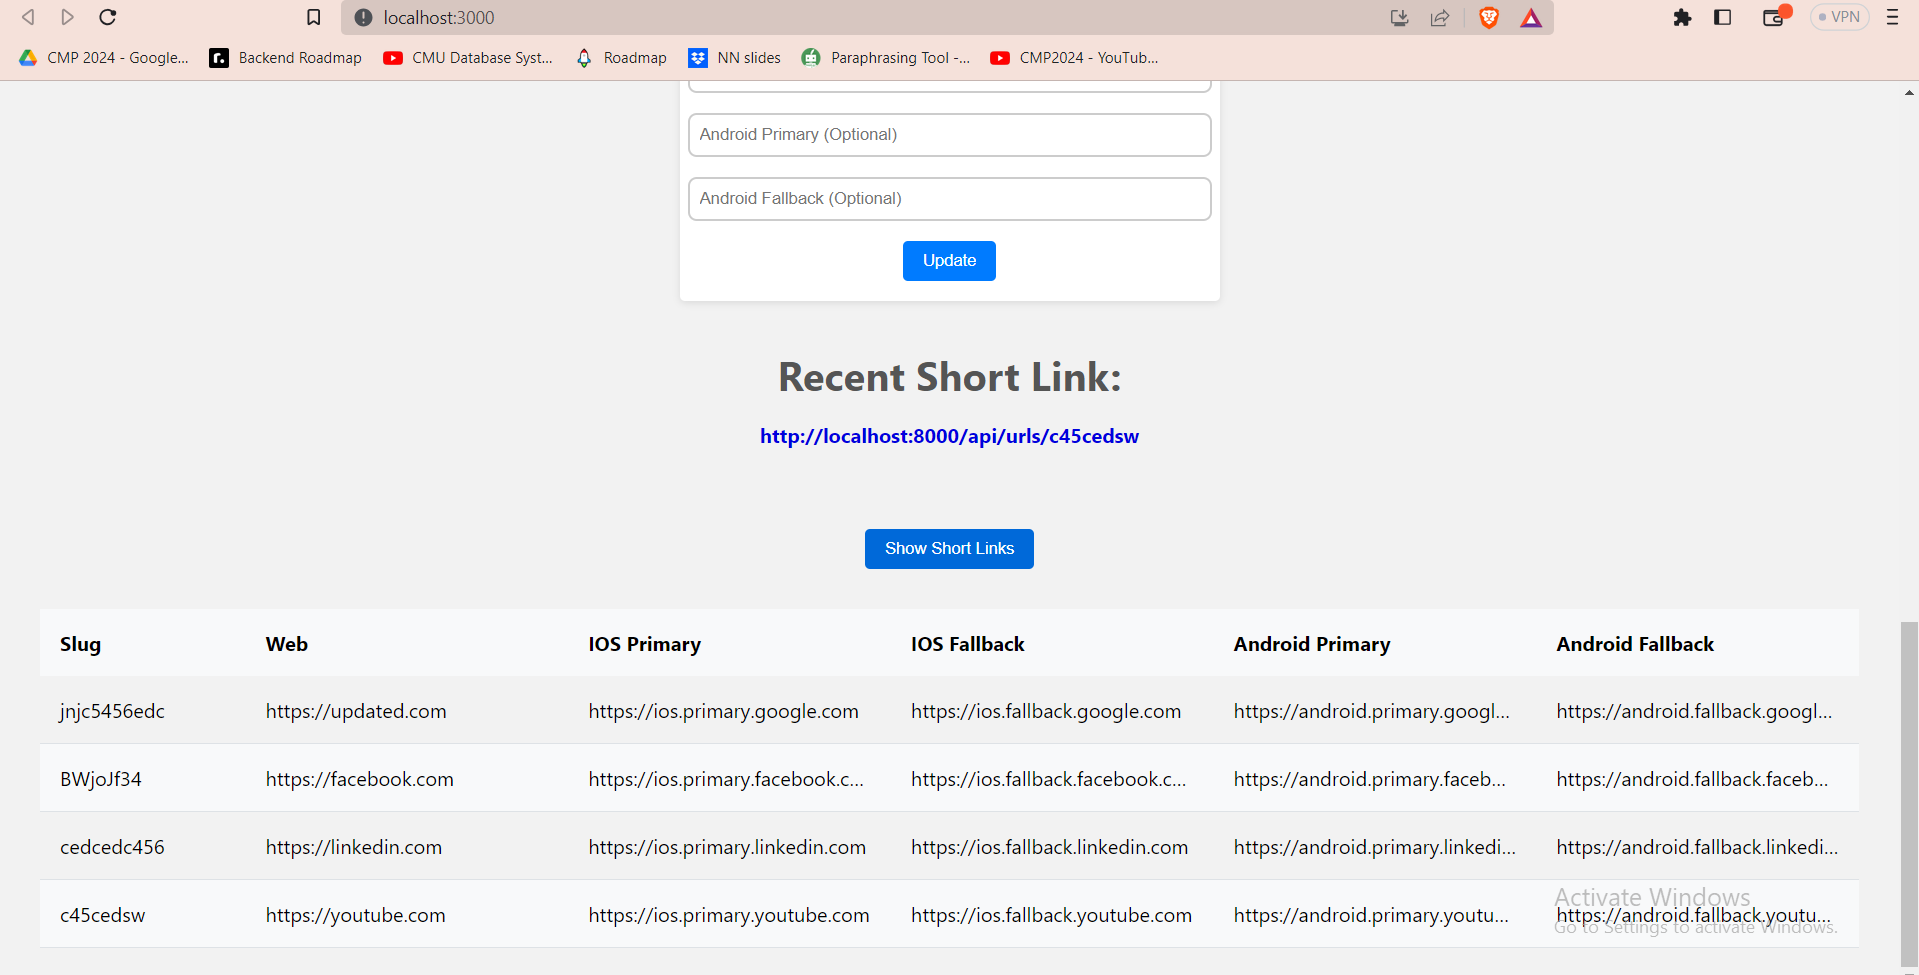 localhost:3000
VPN
CMP 2024 - Google...
Backend Roadmap
CMU Database Syst...
Roadmap
NN slides
Paraphrasing Tool -...
CMP2024 - YouTub...
Android Primary (Optional)
Android Fallback (Optional)
Update
Recent Short Link:
http://localhost:8000/api/urls/c45cedsw
Show Short Links
Slug Web IOS Primary IOS Fallback Android Primary Android Fallback
jnjc5456edc https://updated.com https://ios.primary.google.com https://ios.fallback.google.com https://android.primary.googl... https://android.fallback.googl...
BWjoJf34 https://facebook.com https://ios.primary.facebook.c... https://ios.fallback.facebook.c... https://android.primary.faceb... https://android.fallback.faceb...
cedcedc456 https://linkedin.com https://ios.primary.linkedin.com https://ios.fallback.linkedin.com https://android.primary.linkedi... https://android.fallback.linkedi...
c45cedsw https://youtube.com https://ios.primary.youtube.com https://ios.fallback.youtube.com https://android.primary.youtu... https://android.fallback.youtu...
Activate Windows
Go to Settings to activate Windows.